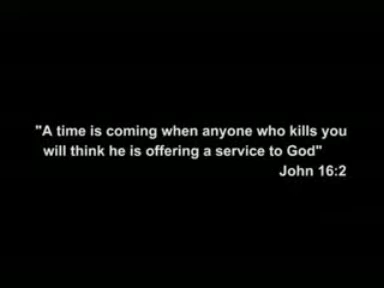 "A time is coming when anyone who kills you
will think he is offering a service to God"
John 16:2